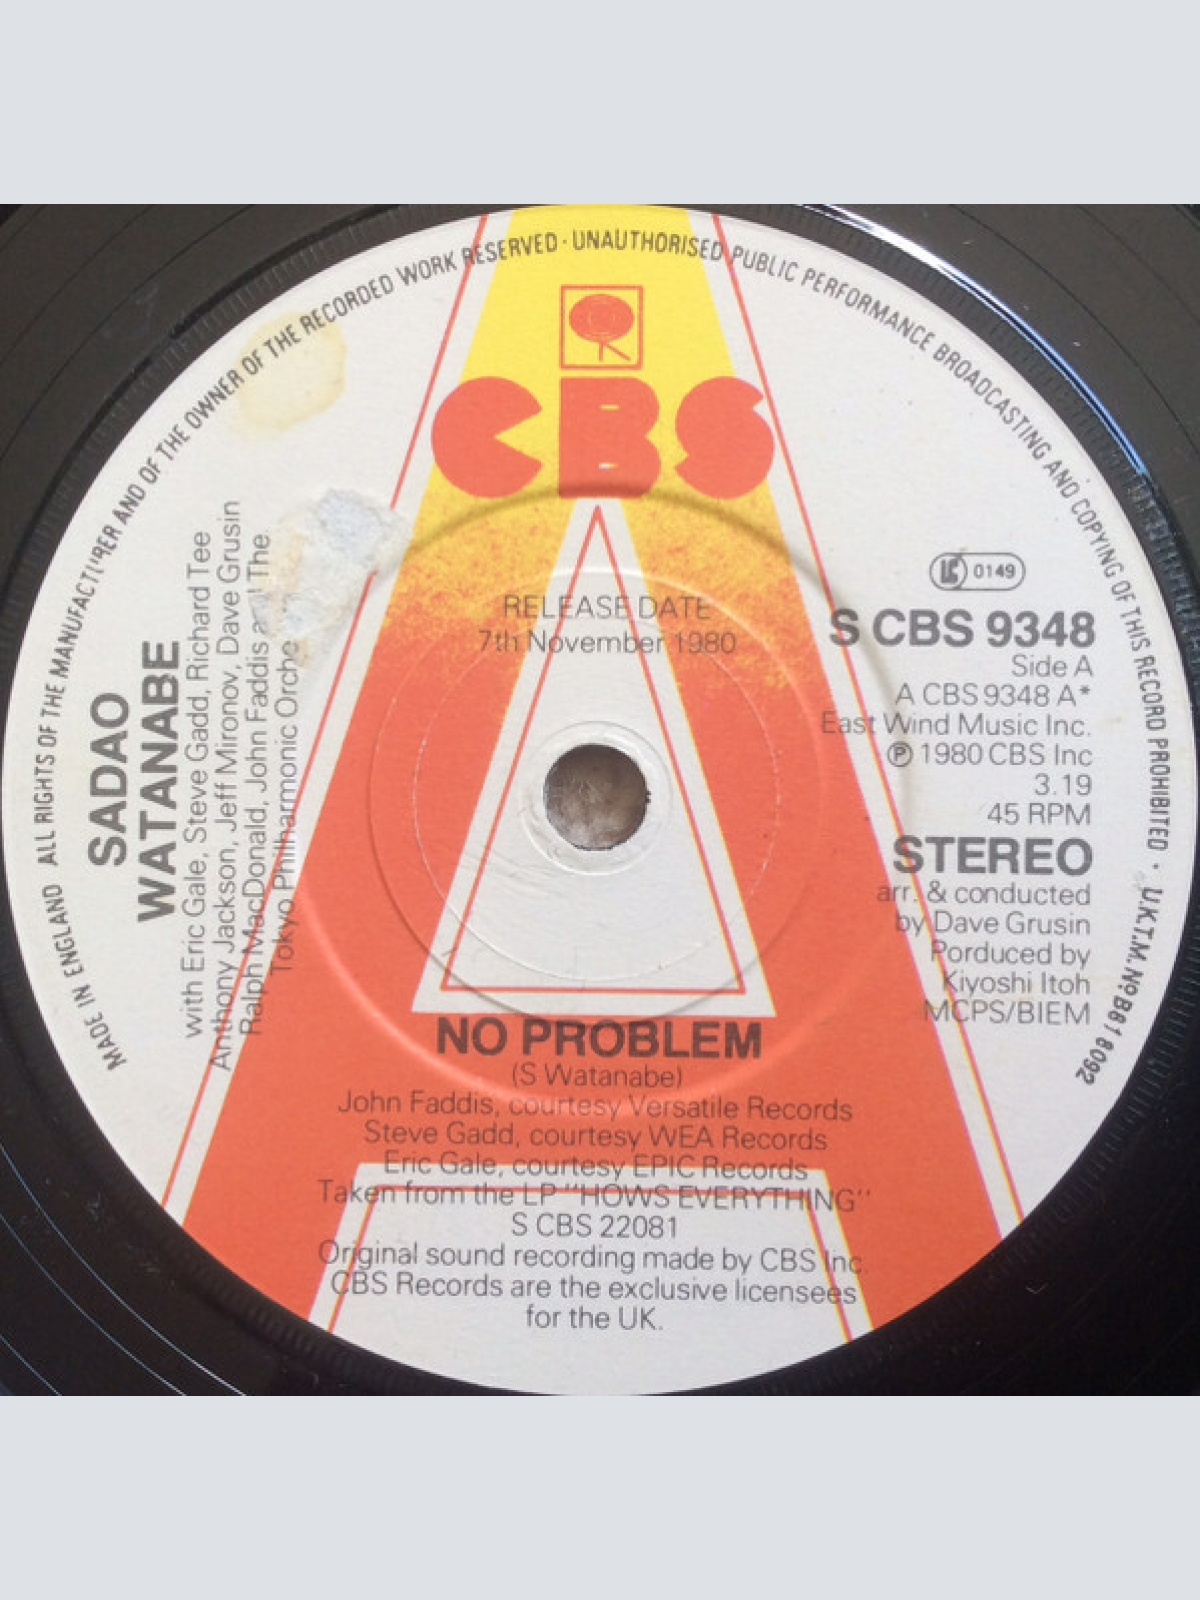 MADE IN ENGLAND ALL RIGHTS OF THE MANUFACTURER AND OF THE OWNER OF THE RECORDED WORK RESERVED · UNAUTHORISED PUBLIC PERFORMANCE BROADCASTING AND COPYING OF THIS RECORD PROHIBITED · U.K.T.M. No B618092
CBS
SADAO
WATANABE
with Eric Gale, Steve Gadd, Richard Tee
Anthony Jackson, Jeff Mironov, Dave Grusin
Ralph MacDonald, John Faddis and The
Tokyo Philharmonic Orche
RELEASE DATE
7th November 1980
LC 0149
S CBS 9348
Side A
A CBS 9348 A*
East Wind Music Inc.
℗ 1980 CBS Inc
3.19
45 RPM
STEREO
arr. & conducted
by Dave Grusin
Porduced by
Kiyoshi Itoh
MCPS/BIEM
NO PROBLEM
(S Watanabe)
John Faddis, courtesy Versatile Records
Steve Gadd, courtesy WEA Records
Eric Gale, courtesy EPIC Records
Taken from the LP "HOWS EVERYTHING"
S CBS 22081
Original sound recording made by CBS Inc.
CBS Records are the exclusive licensees
for the UK.